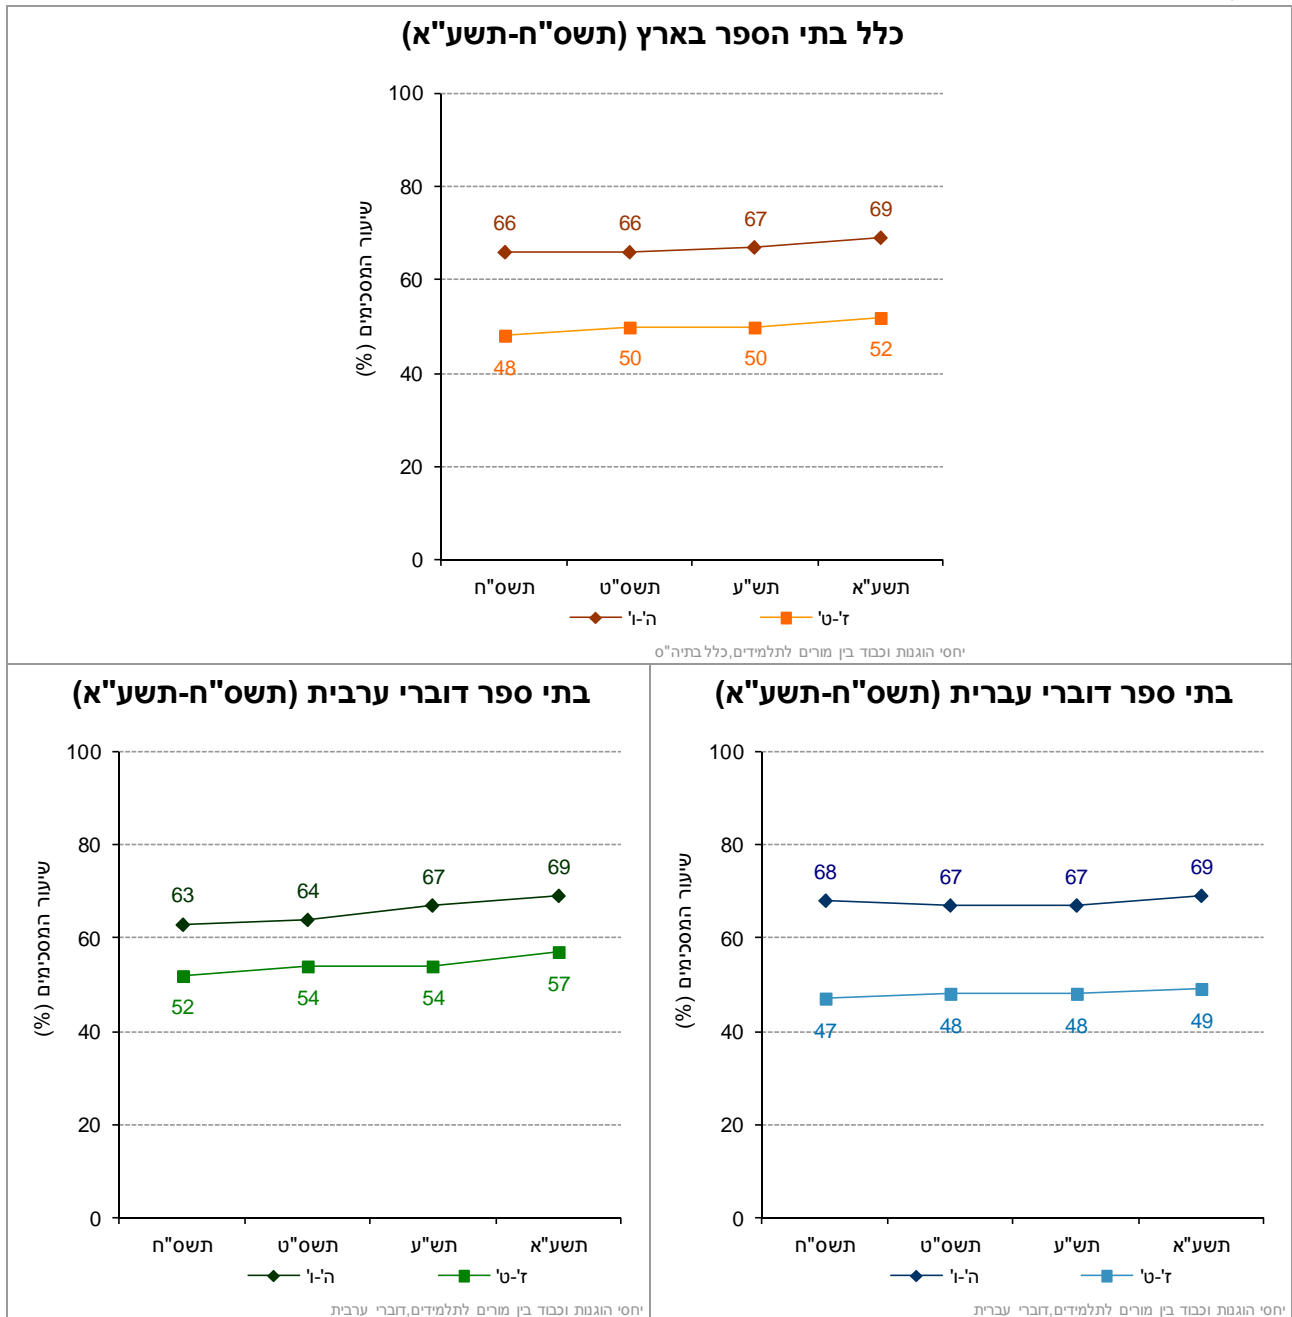 כלל בתי הספר בארץ (תשס"ח-תשע"א)
שיעור המסכימים (%)
100
80
60
40
20
0
66
66
67
69
48
50
50
52
תשס"ח
תשס"ט
תש"ע
תשע"א
ה'-ו'
ז'-ט'
יחסי הוגנות וכבוד בין מורים לתלמידים,כלל בתיה"ס
בתי ספר דוברי עברית (תשס"ח-תשע"א)
שיעור המסכימים (%)
100
80
60
40
20
0
68
67
67
69
47
48
48
49
תשס"ח
תשס"ט
תש"ע
תשע"א
ה'-ו'
ז'-ט'
יחסי הוגנות וכבוד בין מורים לתלמידים,דוברי עברית
בתי ספר דוברי ערבית (תשס"ח-תשע"א)
שיעור המסכימים (%)
100
80
60
40
20
0
63
64
67
69
52
54
54
57
תשס"ח
תשס"ט
תש"ע
תשע"א
ה'-ו'
ז'-ט'
יחסי הוגנות וכבוד בין מורים לתלמידים,דוברי ערבית